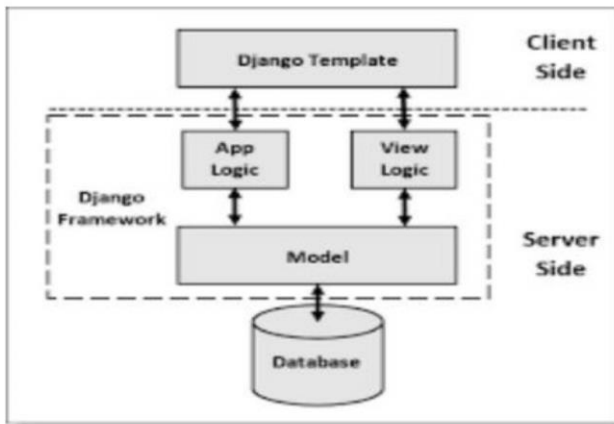 Django Template
Client
Side
App
Logic
View
Logic
Django
Framework
Model
Server
Side
Database